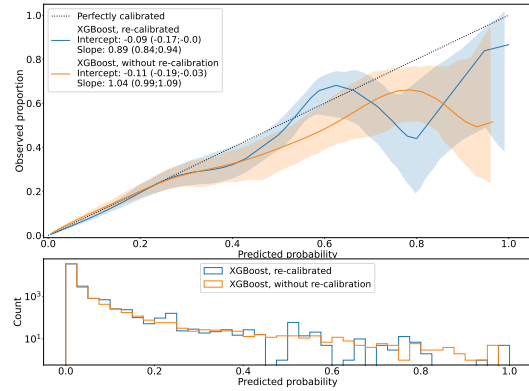 Perfectly calibrated
XGBoost, re-calibrated
Intercept: -0.09 (-0.17;-0.0)
Slope: 0.89 (0.84;0.94)
XGBoost, without re-calibration
Intercept: -0.11 (-0.19;-0.03)
Slope: 1.04 (0.99;1.09)
Observed proportion
1.0
0.8
0.6
0.4
0.2
0.0
0.0 0.2 0.4 0.6 0.8 1.0
Predicted probability
XGBoost, re-calibrated
XGBoost, without re-calibration
Count
10³
10¹
0.0 0.2 0.4 0.6 0.8 1.0
Predicted probability